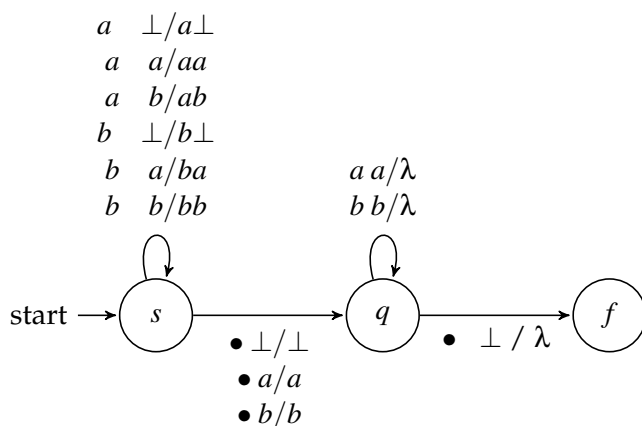 a ⊥/a⊥
a a/aa
a b/ab
b ⊥/b⊥
b a/ba
b b/bb
a a/λ
b b/λ
start s q f
• ⊥/⊥
• a/a
• b/b
• ⊥ / λ